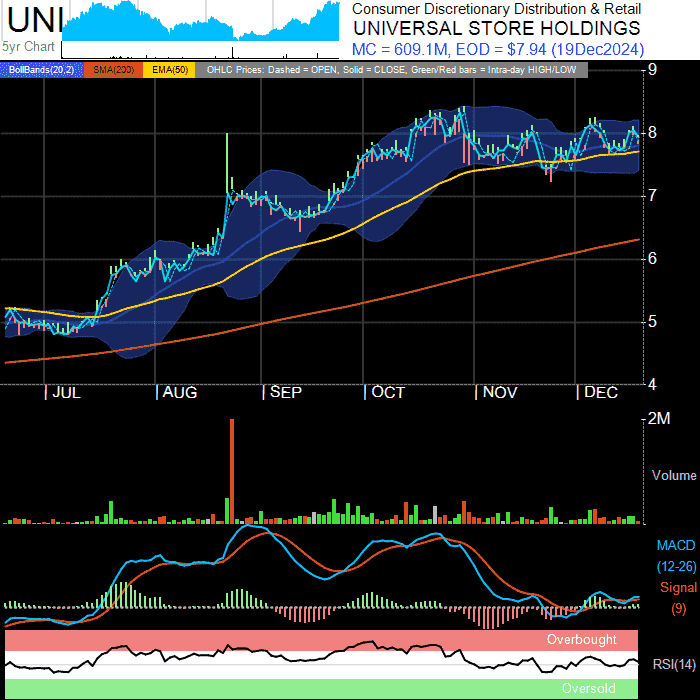 UNI
5yr Chart
Consumer Discretionary Distribution & Retail
UNIVERSAL STORE HOLDINGS
MC = 609.1M, EOD = $7.94 (19Dec2024)
BollBands(20,2) SMA(200) EMA(50) OHLC Prices: Dashed = OPEN, Solid = CLOSE, Green/Red bars = Intra-day HIGH/LOW
9
8
7
6
5
4
| JUL | AUG | SEP | OCT | NOV | DEC
2M
Volume
MACD
(12-26)
Signal
(9)
Overbought
RSI(14)
Oversold